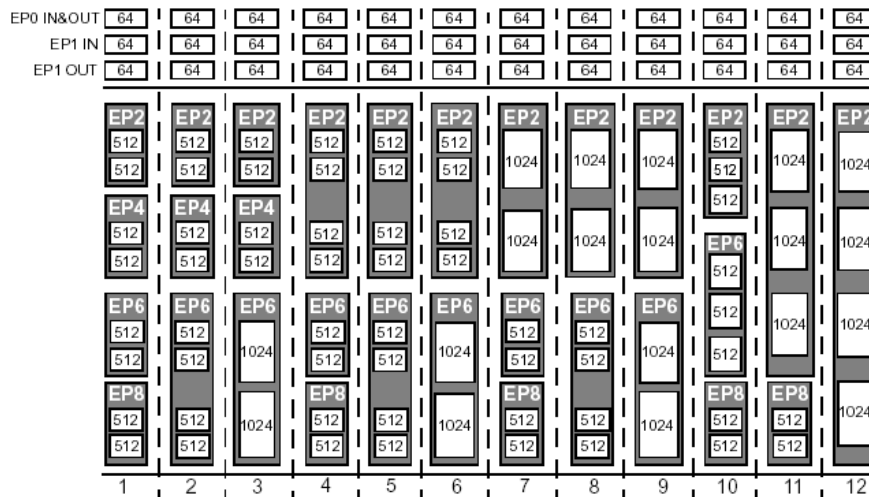 EP0 IN&OUT 64 64 64 64 64 64 64 64 64 64 64 64
EP1 IN 64 64 64 64 64 64 64 64 64 64 64 64
EP1 OUT 64 64 64 64 64 64 64 64 64 64 64 64
EP2 EP2 EP2 EP2 EP2 EP2 EP2 EP2 EP2 EP2 EP2 EP2
512 512 512 512 512 512 512
1024 1024 1024 1024 1024
512 512 512 512 512 512 512
512
EP4 EP4 EP4
512 512 512 512 512 512
1024 1024 1024 EP6 1024 1024
512 512 512 512 512 512
512
EP6 EP6 EP6 EP6 EP6 EP6 EP6 EP6 EP6
512
1024 1024
512 512 512 512 512 512
1024 1024 1024 512
512 512 512 512 512 512
EP8 EP8 EP8 EP8 EP8
1024
512 512 512 512 512 512 512 512
1024 1024 1024
512 512 512 512 512 512 512 512
1 2 3 4 5 6 7 8 9 10 11 12